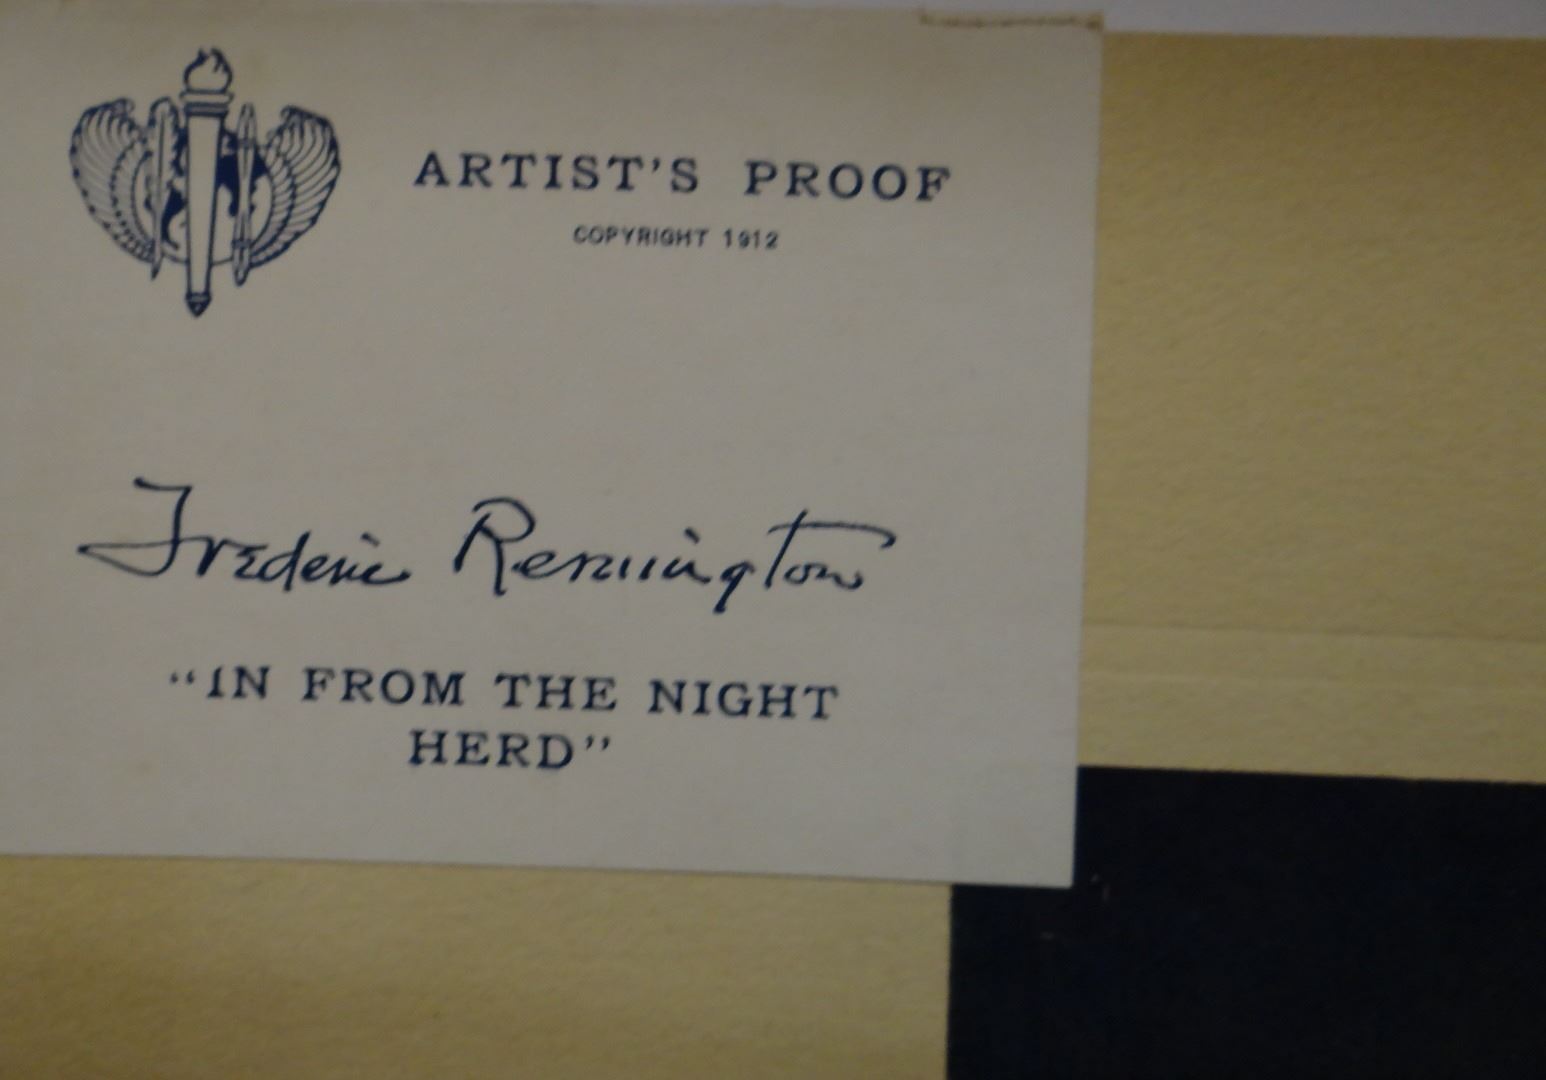 ARTIST'S PROOF
COPYRIGHT 1912
Frederic Remington
“IN FROM THE NIGHT
HERD”